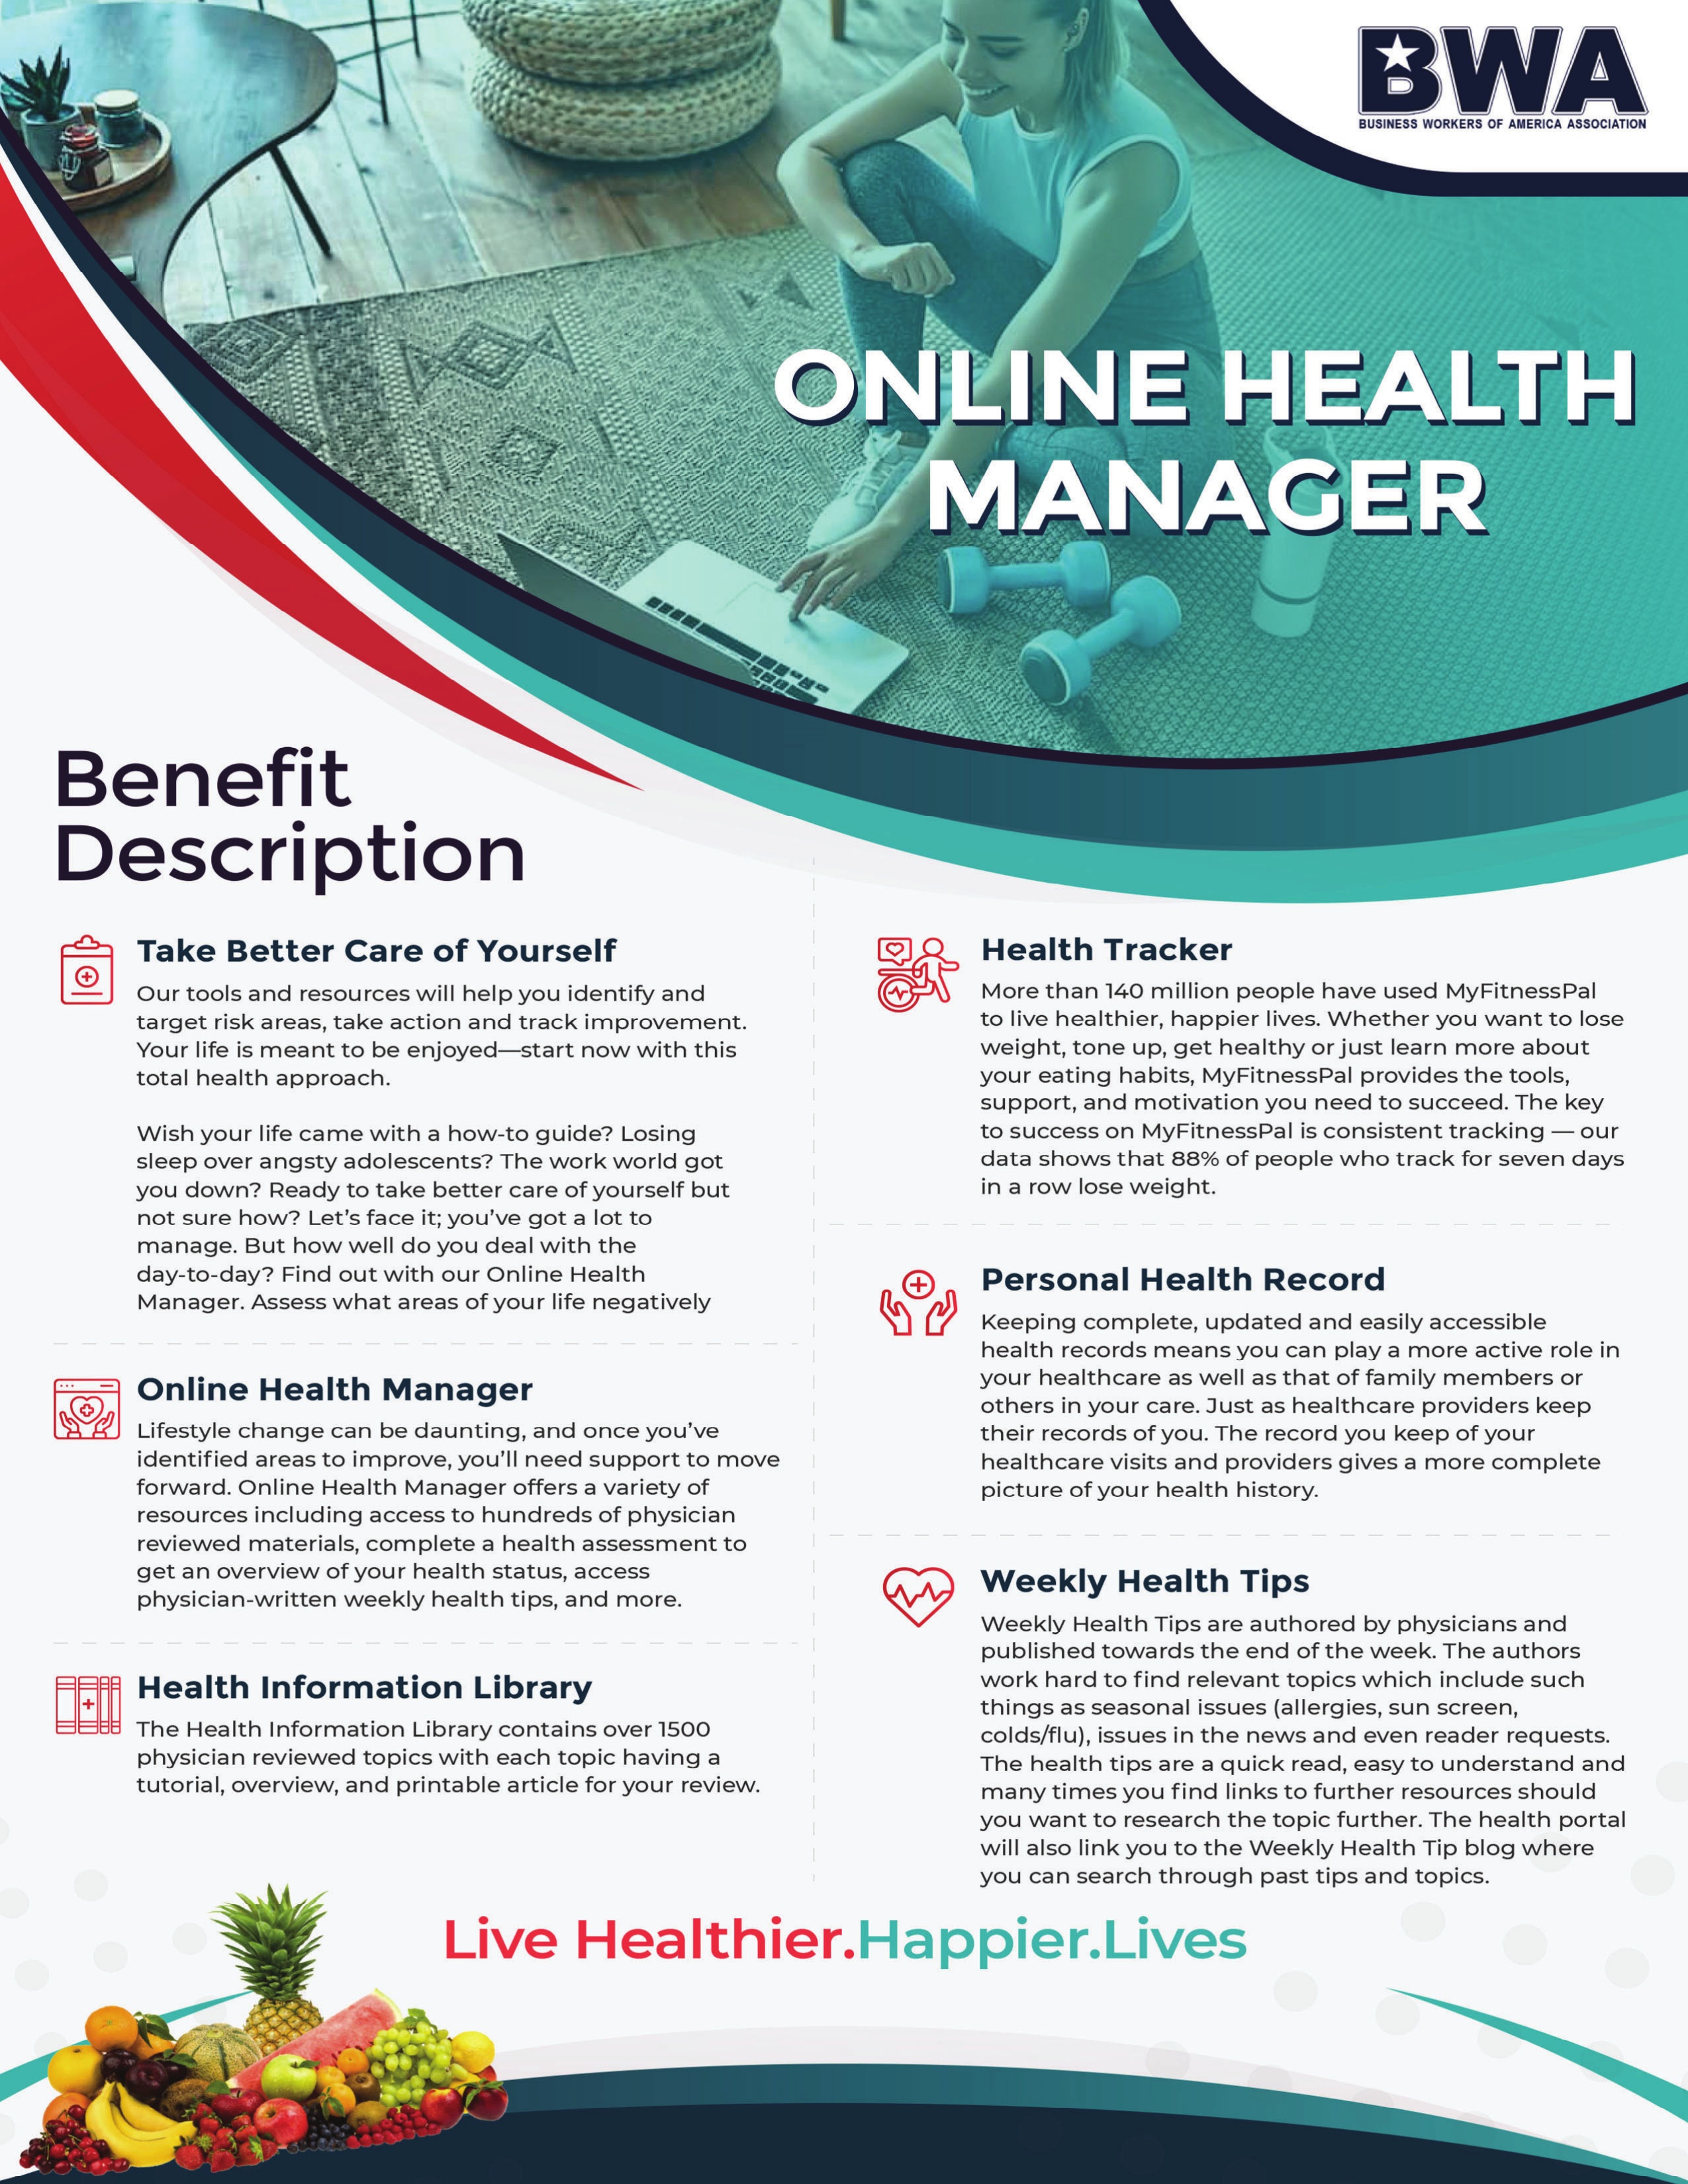 BWA
BUSINESS WORKERS OF AMERICA ASSOCIATION
ONLINE HEALTH
MANAGER
Benefit
Description
Take Better Care of Yourself
Our tools and resources will help you identify and
target risk areas, take action and track improvement.
Your life is meant to be enjoyed—start now with this
total health approach.
Wish your life came with a how-to guide? Losing
sleep over angsty adolescents? The work world got
you down? Ready to take better care of yourself but
not sure how? Let's face it; you've got a lot to
manage. But how well do you deal with the
day-to-day? Find out with our Online Health
Manager. Assess what areas of your life negatively
Online Health Manager
Lifestyle change can be daunting, and once you've
identified areas to improve, you'll need support to move
forward. Online Health Manager offers a variety of
resources including access to hundreds of physician
reviewed materials, complete a health assessment to
get an overview of your health status, access
physician-written weekly health tips, and more.
Health Information Library
The Health Information Library contains over 1500
physician reviewed topics with each topic having a
tutorial, overview, and printable article for your review.
Health Tracker
More than 140 million people have used MyFitnessPal
to live healthier, happier lives. Whether you want to lose
weight, tone up, get healthy or just learn more about
your eating habits, MyFitnessPal provides the tools,
support, and motivation you need to succeed. The key
to success on MyFitnessPal is consistent tracking — our
data shows that 88% of people who track for seven days
in a row lose weight.
Personal Health Record
Keeping complete, updated and easily accessible
health records means you can play a more active role in
your healthcare as well as that of family members or
others in your care. Just as healthcare providers keep
their records of you. The record you keep of your
healthcare visits and providers gives a more complete
picture of your health history.
Weekly Health Tips
Weekly Health Tips are authored by physicians and
published towards the end of the week. The authors
work hard to find relevant topics which include such
things as seasonal issues (allergies, sun screen,
colds/flu), issues in the news and even reader requests.
The health tips are a quick read, easy to understand and
many times you find links to further resources should
you want to research the topic further. The health portal
will also link you to the Weekly Health Tip blog where
you can search through past tips and topics.
Live Healthier.Happier.Lives